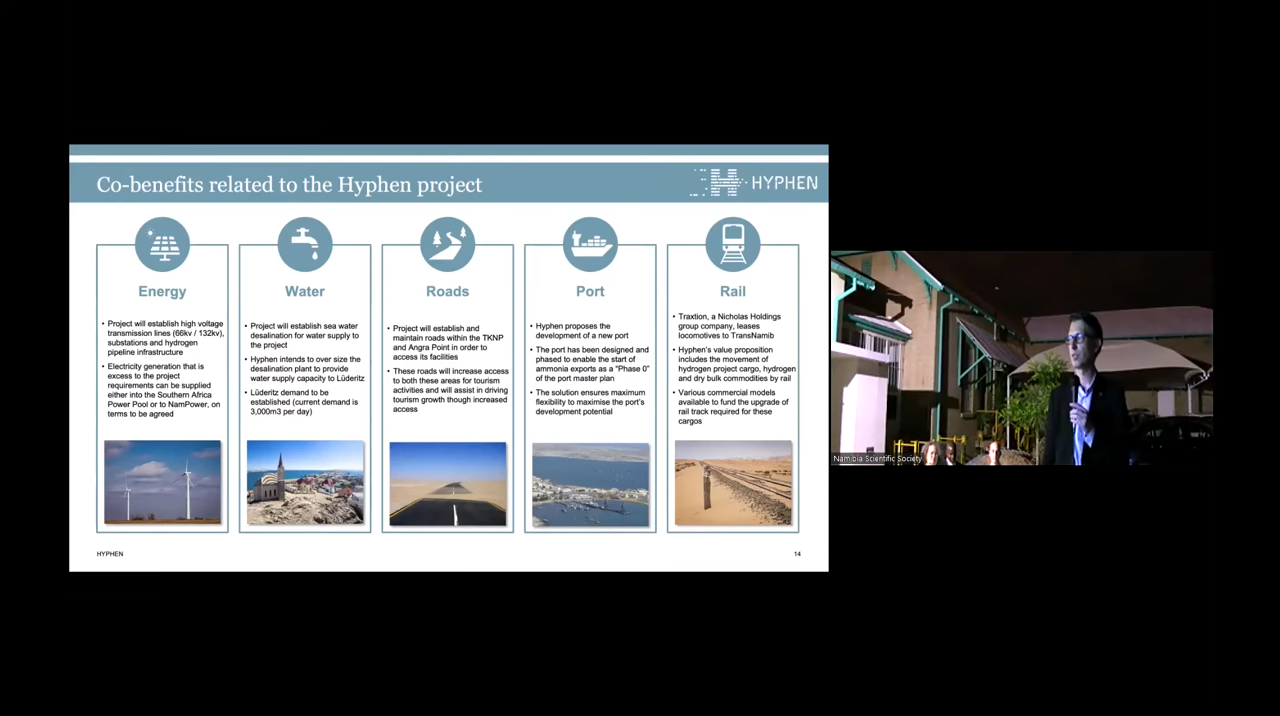 Co-benefits related to the Hyphen project
HYPHEN
Energy
• Project will establish high voltage
transmission lines (66kv / 132kv),
substations and hydrogen
pipeline infrastructure
• Electricity generation that is
excess to the project
requirements can be supplied
either into the Southern Africa
Power Pool or to NamPower, on
terms to be agreed
Water
• Project will establish sea water
desalination for water supply to
the project
• Hyphen intends to over size the
desalination plant to provide
water supply capacity to Lüderitz
• Lüderitz demand to be
established (current demand is
3,000m3 per day)
Roads
• Project will establish and
maintain roads within the TKNP
and Angra Point in order to
access its facilities
• These roads will increase access
to both these areas for tourism
activities and will assist in driving
tourism growth though increased
access
Port
• Hyphen proposes the
development of a new port
• The port has been designed and
phased to enable the start of
ammonia exports as a “Phase 0”
of the port master plan
• The solution ensures maximum
flexibility to maximise the port’s
development potential
Rail
• Traxtion, a Nicholas Holdings
group company, leases
locomotives to TransNamib
• Hyphen’s value proposition
includes the movement of
hydrogen project cargo, hydrogen
and dry bulk commodities by rail
• Various commercial models
available to fund the upgrade of
rail track required for these
cargos
HYPHEN
14
Namibia Scientific Society